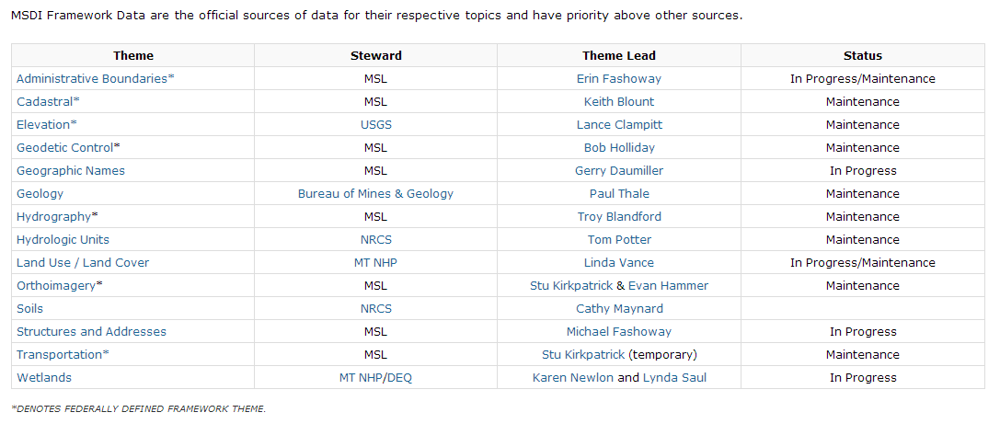 MSDI Framework Data are the official sources of data for their respective topics and have priority above other sources.
Theme Steward Theme Lead Status
Administrative Boundaries* MSL Erin Fashoway In Progress/Maintenance
Cadastral* MSL Keith Blount Maintenance
Elevation* USGS Lance Clampitt Maintenance
Geodetic Control* MSL Bob Holliday Maintenance
Geographic Names MSL Gerry Daumiller In Progress
Geology Bureau of Mines & Geology Paul Thale Maintenance
Hydrography* MSL Troy Blandford Maintenance
Hydrologic Units NRCS Tom Potter Maintenance
Land Use / Land Cover MT NHP Linda Vance In Progress/Maintenance
Orthoimagery* MSL Stu Kirkpatrick & Evan Hammer Maintenance
Soils NRCS Cathy Maynard
Structures and Addresses MSL Michael Fashoway In Progress
Transportation* MSL Stu Kirkpatrick (temporary) Maintenance
Wetlands MT NHP/DEQ Karen Newlon and Lynda Saul In Progress
*DENOTES FEDERALLY DEFINED FRAMEWORK THEME.